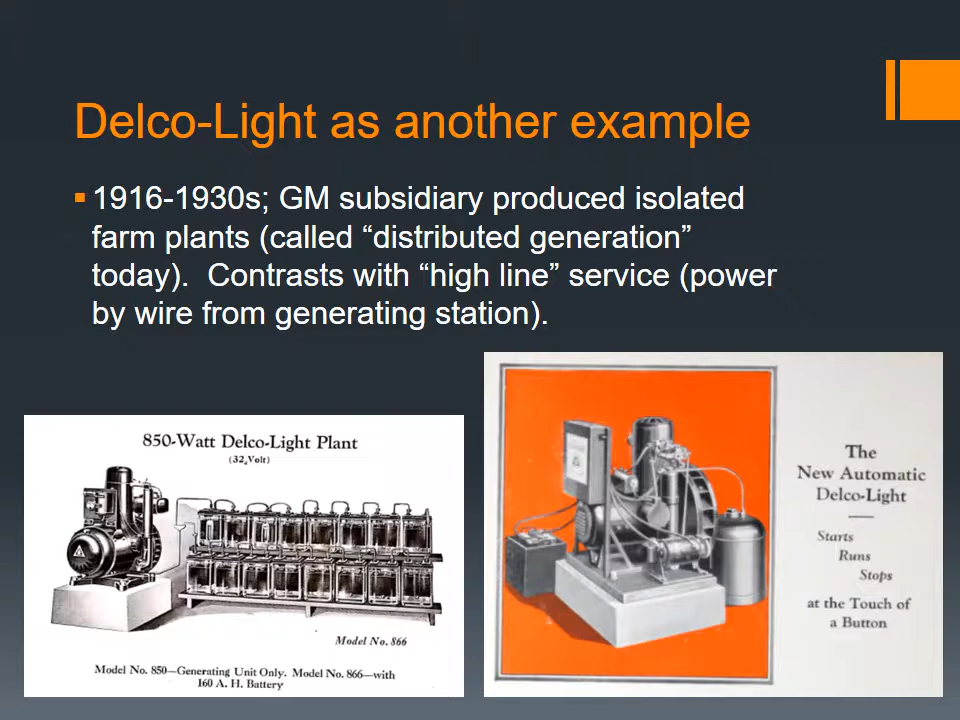 Delco-Light as another example
1916-1930s; GM subsidiary produced isolated
farm plants (called “distributed generation”
today).  Contrasts with “high line” service (power
by wire from generating station).
850-Watt Delco-Light Plant
(32 Volt)
Model No. 866
Model No. 850—Generating Unit Only. Model No. 866—with
160 A. H. Battery
The
New Automatic
Delco-Light
Starts
Runs
Stops
at the Touch of
a Button